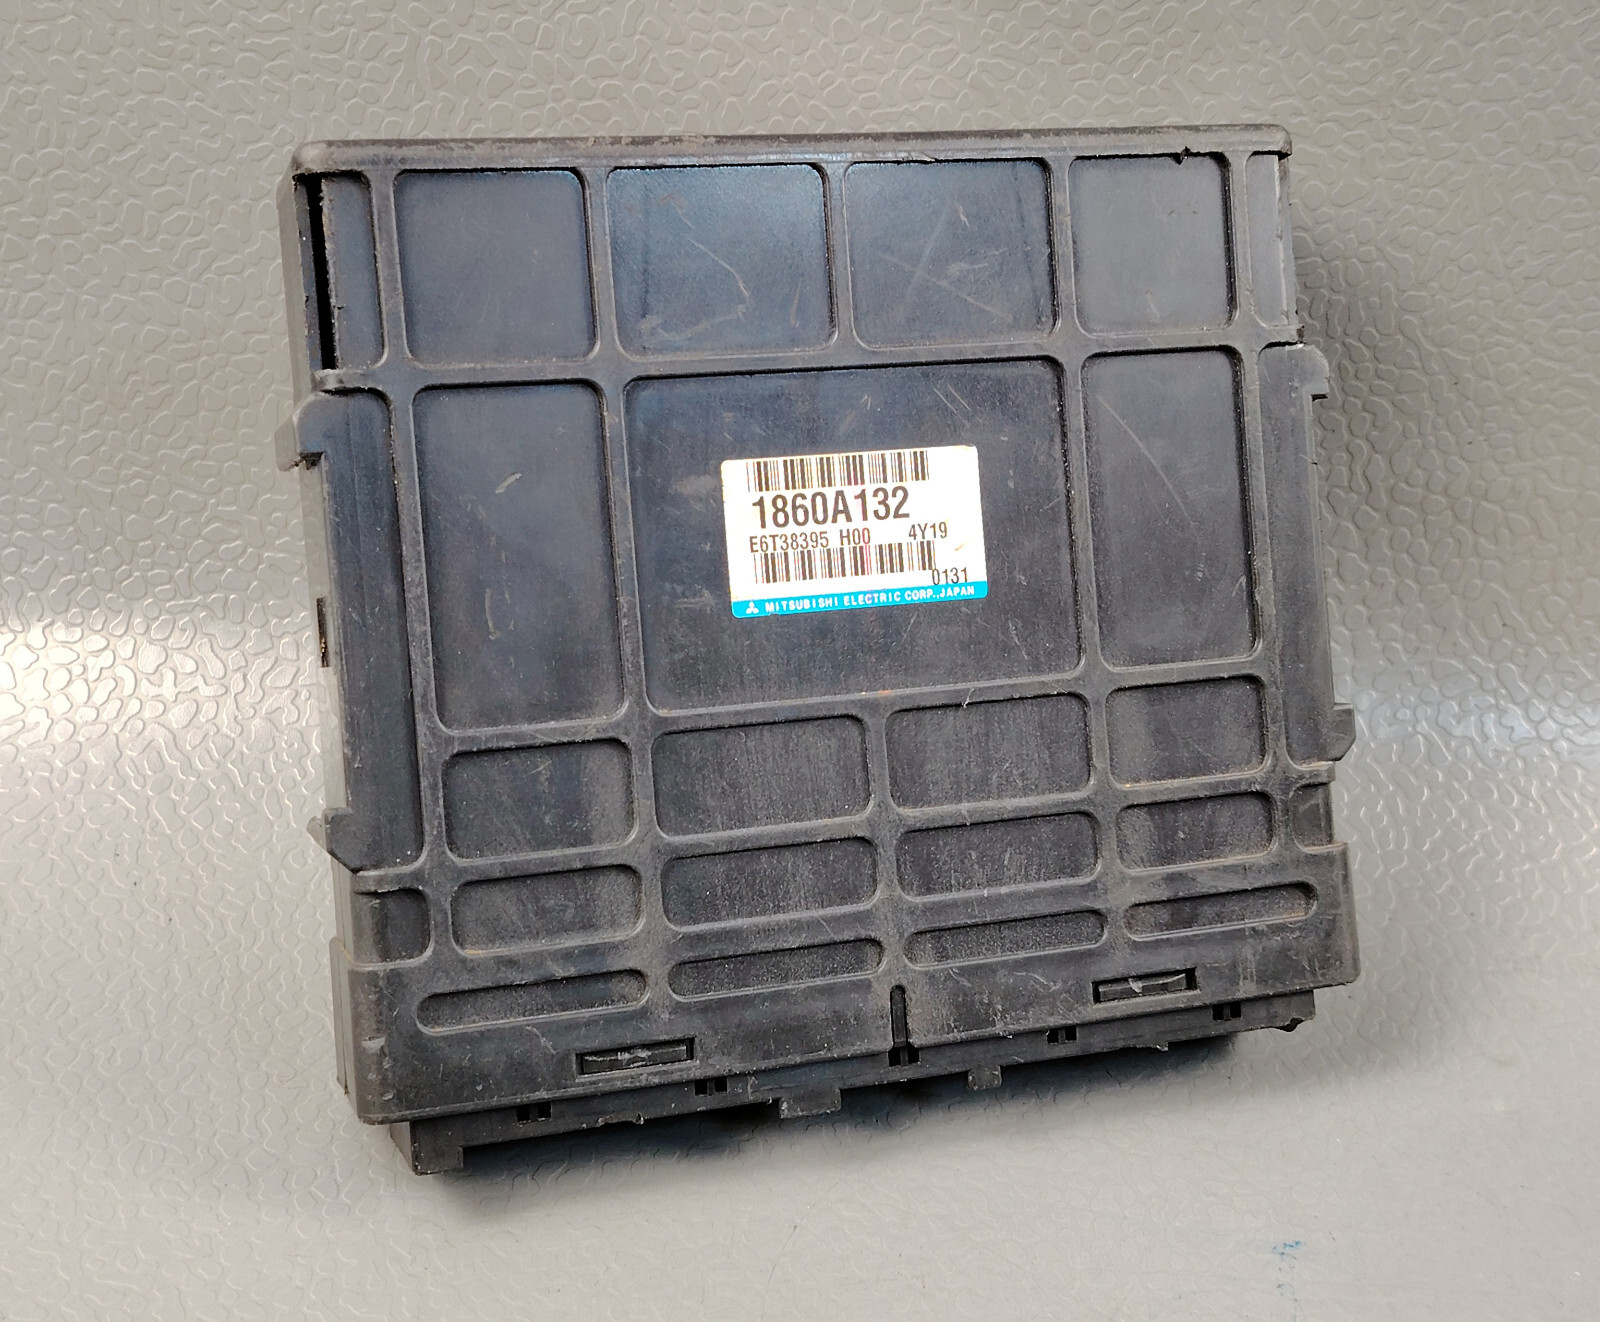 1860A132
E6T38395 H00 4Y19
0131
MITSUBISHI ELECTRIC CORP., JAPAN